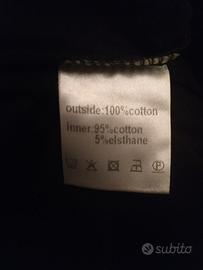 outside:100%cotton
inner:95%cotton
5%elsthane
P
subito